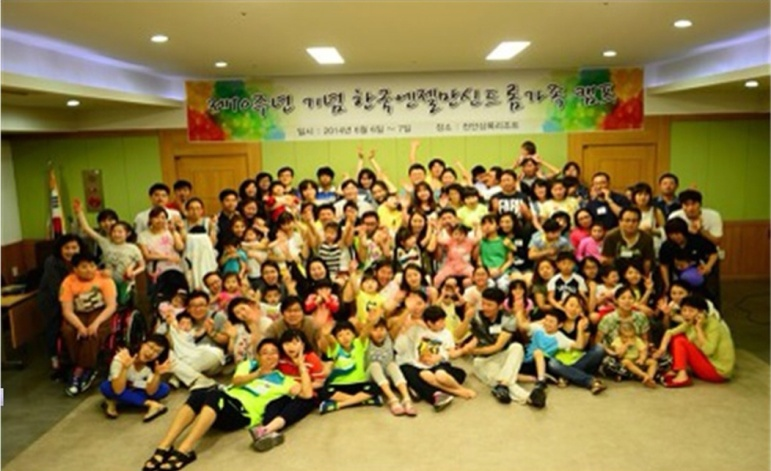 제10주년 기념 한국엔젤만신드롬가족 캠프
일시 : 2014년 6월 6일 ~ 7일 장소 : 천안상록리조트